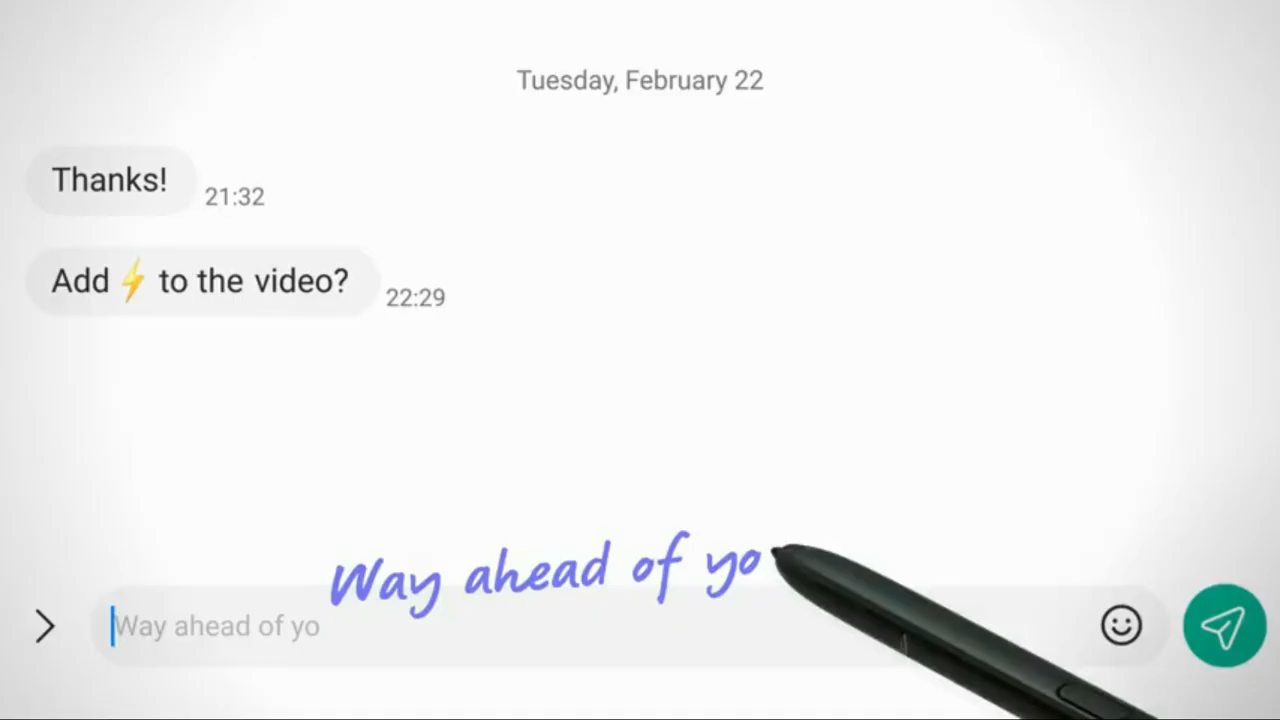 Tuesday, February 22
Thanks!
21:32
Add ⚡ to the video?
22:29
Way ahead of yo
Way ahead of yo